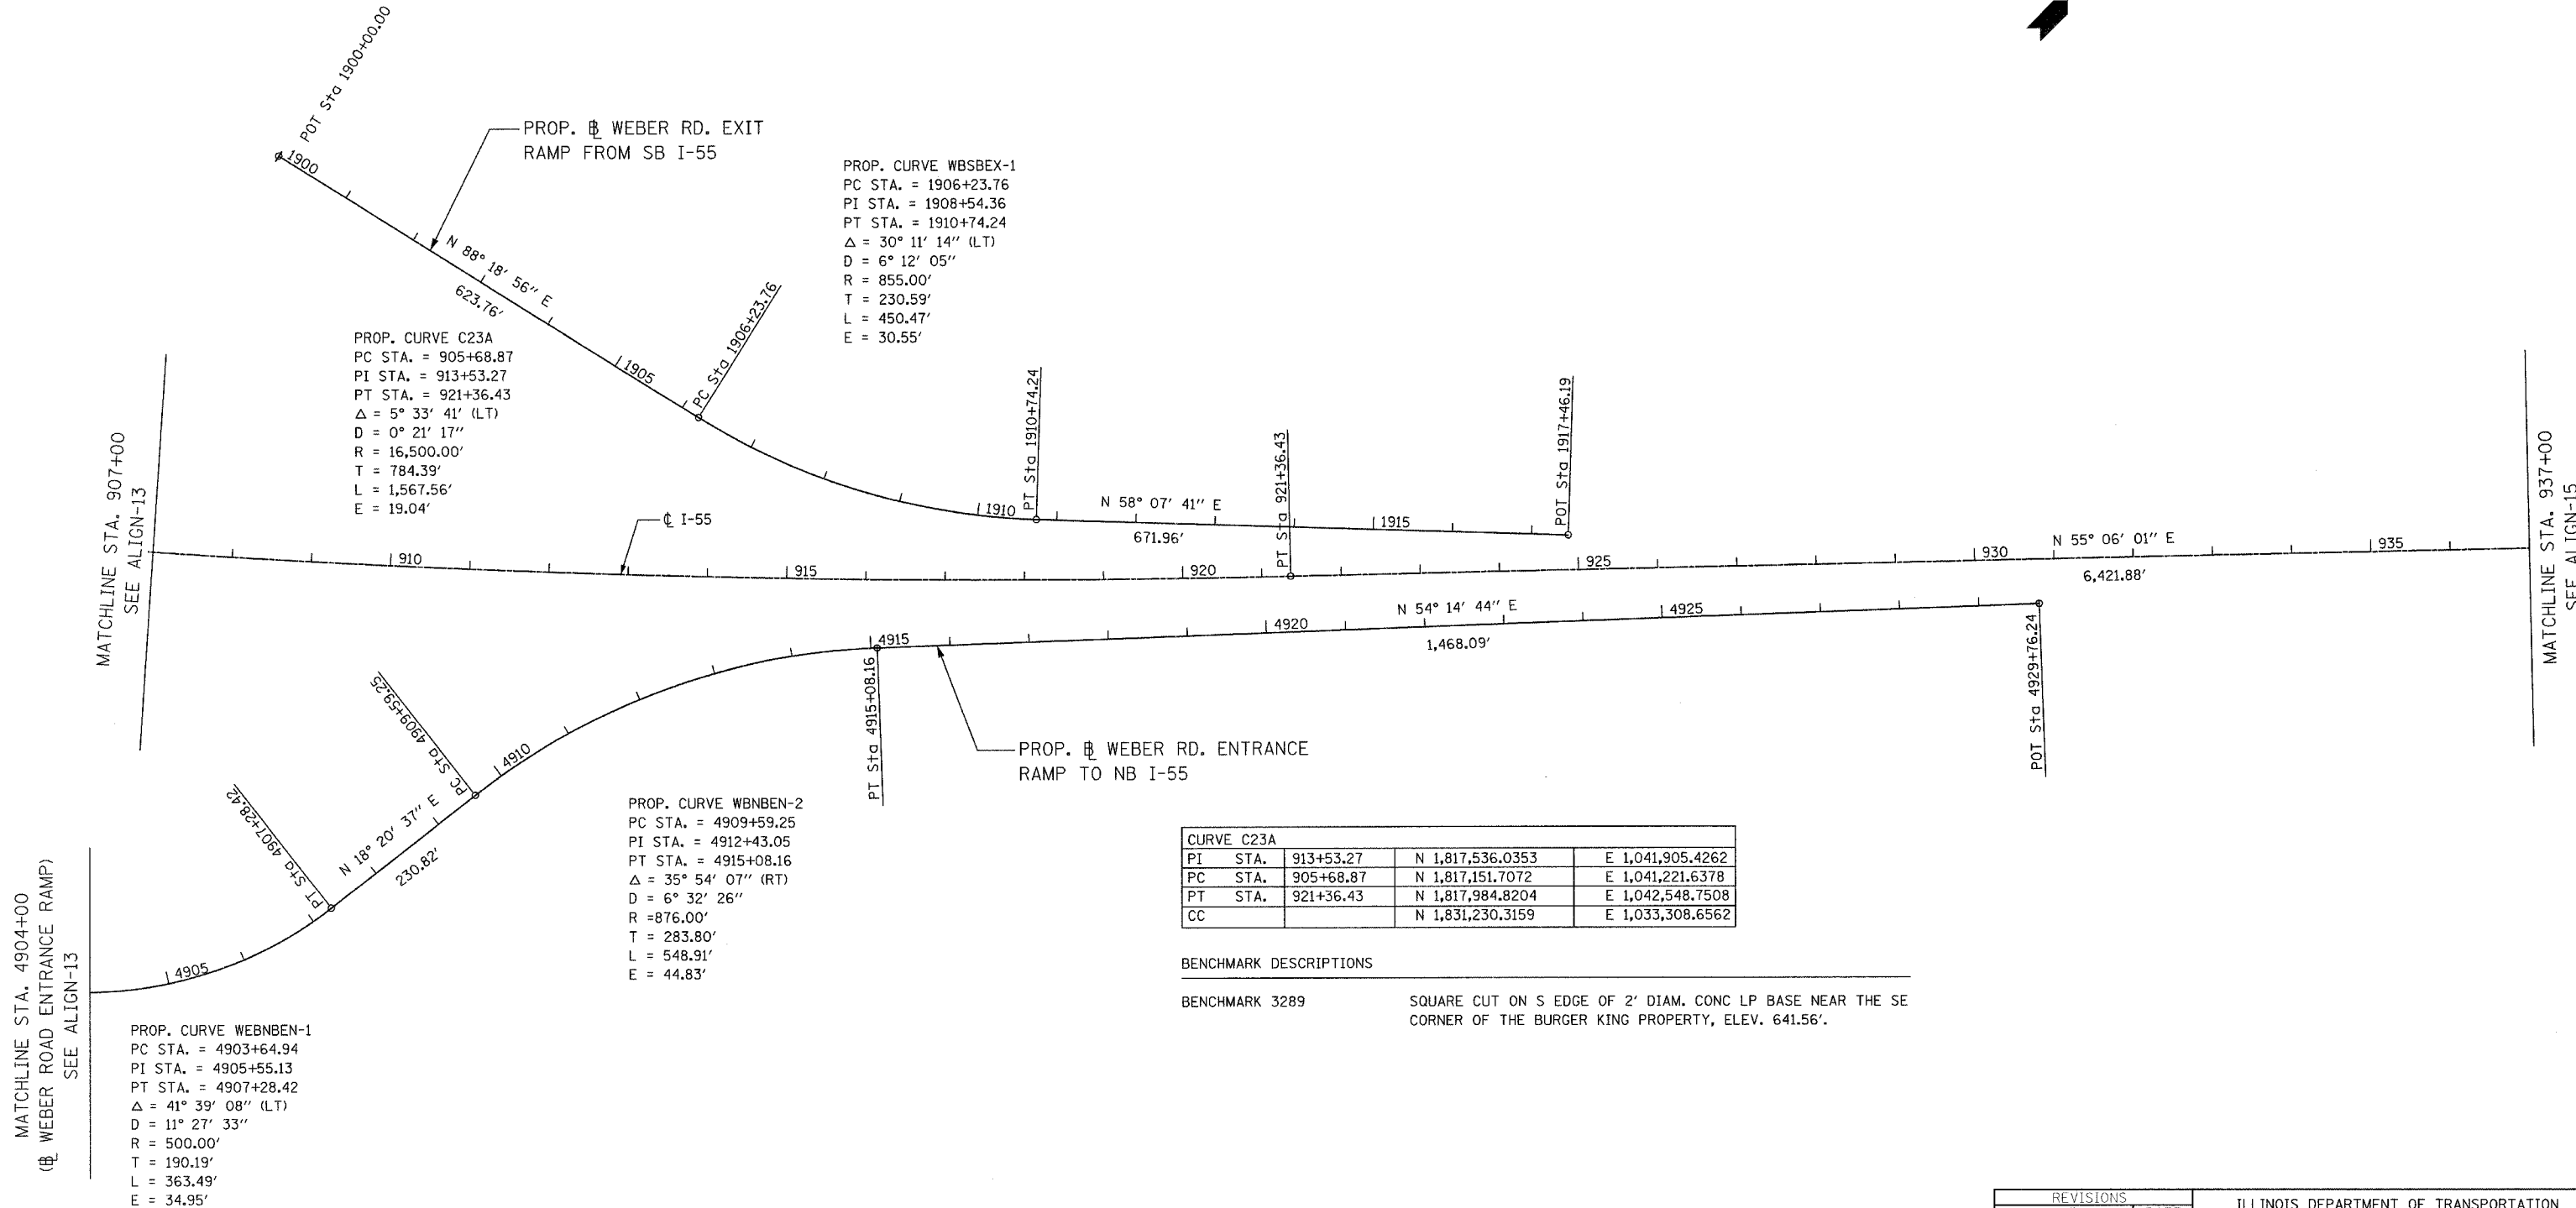 POT Sta 1900+00.00
1900
PROP. ⅊ WEBER RD. EXIT
RAMP FROM SB I-55
N 88° 18' 56" E
623.76'
1905
PC Sta 1906+23.76
PROP. CURVE WBSBEX-1
PC STA. = 1906+23.76
PI STA. = 1908+54.36
PT STA. = 1910+74.24
Δ = 30° 11' 14" (LT)
D = 6° 12' 05"
R = 855.00'
T = 230.59'
L = 450.47'
E = 30.55'
PROP. CURVE C23A
PC STA. = 905+68.87
PI STA. = 913+53.27
PT STA. = 921+36.43
Δ = 5° 33' 41' (LT)
D = 0° 21' 17"
R = 16,500.00'
T = 784.39'
L = 1,567.56'
E = 19.04'
MATCHLINE STA. 907+00
SEE ALIGN-13
℄ I-55
1910
PT Sta 1910+74.24
N 58° 07' 41" E
671.96'
PT Sta 921+36.43
1915
POT Sta 1917+46.19
910
915
920
925
930
N 55° 06' 01" E
6,421.88'
935
MATCHLINE STA. 937+00
SEE ALIGN-15
4915
4920
N 54° 14' 44" E
1,468.09'
4925
POT Sta 4929+76.24
PT Sta 4915+08.16
PROP. ⅊ WEBER RD. ENTRANCE
RAMP TO NB I-55
PC Sta 4909+59.25
4910
PT Sta 4907+28.42
N 18° 20' 37" E
230.82'
4905
MATCHLINE STA. 4904+00
(⅊ WEBER ROAD ENTRANCE RAMP)
SEE ALIGN-13
PROP. CURVE WBNBEN-2
PC STA. = 4909+59.25
PI STA. = 4912+43.05
PT STA. = 4915+08.16
Δ = 35° 54' 07" (RT)
D = 6° 32' 26"
R =876.00'
T = 283.80'
L = 548.91'
E = 44.83'
CURVE C23A
PI STA. 913+53.27 N 1,817,536.0353 E 1,041,905.4262
PC STA. 905+68.87 N 1,817,151.7072 E 1,041,221.6378
PT STA. 921+36.43 N 1,817,984.8204 E 1,042,548.7508
CC N 1,831,230.3159 E 1,033,308.6562
BENCHMARK DESCRIPTIONS
BENCHMARK 3289 SQUARE CUT ON S EDGE OF 2' DIAM. CONC LP BASE NEAR THE SE
CORNER OF THE BURGER KING PROPERTY, ELEV. 641.56'.
PROP. CURVE WEBNBEN-1
PC STA. = 4903+64.94
PI STA. = 4905+55.13
PT STA. = 4907+28.42
Δ = 41° 39' 08" (LT)
D = 11° 27' 33"
R = 500.00'
T = 190.19'
L = 363.49'
E = 34.95'
REVISIONS
ILLINOIS DEPARTMENT OF TRANSPORTATION